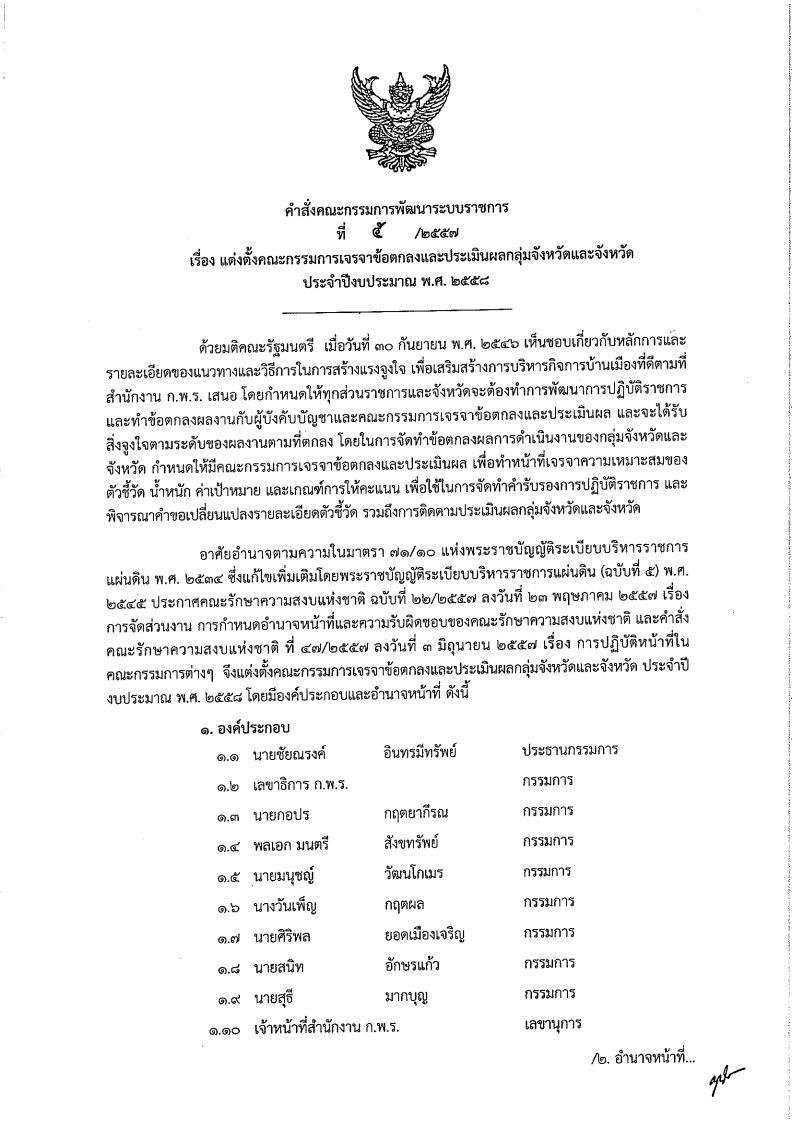 คำสั่งคณะกรรมการพัฒนาระบบราชการ
ที่ ๕ /๒๕๕๗
เรื่อง แต่งตั้งคณะกรรมการเจรจาข้อตกลงและประเมินผลกลุ่มจังหวัดและจังหวัด
ประจำปีงบประมาณ พ.ศ. ๒๕๕๘
ด้วยมติคณะรัฐมนตรี เมื่อวันที่ ๓๐ กันยายน พ.ศ. ๒๕๔๖ เห็นชอบเกี่ยวกับหลักการและ
รายละเอียดของแนวทางและวิธีการในการสร้างแรงจูงใจ เพื่อเสริมสร้างการบริหารกิจการบ้านเมืองที่ดีตามที่
สำนักงาน ก.พ.ร. เสนอ โดยกำหนดให้ทุกส่วนราชการและจังหวัดจะต้องทำการพัฒนาการปฏิบัติราชการ
และทำข้อตกลงผลงานกับผู้บังคับบัญชาและคณะกรรมการเจรจาข้อตกลงและประเมินผล และจะได้รับ
สิ่งจูงใจตามระดับของผลงานตามที่ตกลง โดยในการจัดทำข้อตกลงผลการดำเนินงานของกลุ่มจังหวัดและ
จังหวัด กำหนดให้มีคณะกรรมการเจรจาข้อตกลงและประเมินผล เพื่อทำหน้าที่เจรจาความเหมาะสมของ
ตัวชี้วัด น้ำหนัก ค่าเป้าหมาย และเกณฑ์การให้คะแนน เพื่อใช้ในการจัดทำคำรับรองการปฏิบัติราชการ และ
พิจารณาคำขอเปลี่ยนแปลงรายละเอียดตัวชี้วัด รวมถึงการติดตามประเมินผลกลุ่มจังหวัดและจังหวัด
อาศัยอำนาจตามความในมาตรา ๗๑/๑๐ แห่งพระราชบัญญัติระเบียบบริหารราชการ
แผ่นดิน พ.ศ. ๒๕๓๔ ซึ่งแก้ไขเพิ่มเติมโดยพระราชบัญญัติระเบียบบริหารราชการแผ่นดิน (ฉบับที่ ๕) พ.ศ.
๒๕๔๕ ประกาศคณะรักษาความสงบแห่งชาติ ฉบับที่ ๒๒/๒๕๕๗ ลงวันที่ ๒๓ พฤษภาคม ๒๕๕๗ เรื่อง
การจัดส่วนงาน การกำหนดอำนาจหน้าที่และความรับผิดชอบของคณะรักษาความสงบแห่งชาติ และคำสั่ง
คณะรักษาความสงบแห่งชาติ ที่ ๔๗/๒๕๕๗ ลงวันที่ ๓ มิถุนายน ๒๕๕๗ เรื่อง การปฏิบัติหน้าที่ใน
คณะกรรมการต่างๆ จึงแต่งตั้งคณะกรรมการเจรจาข้อตกลงและประเมินผลกลุ่มจังหวัดและจังหวัด ประจำปี
งบประมาณ พ.ศ. ๒๕๕๘ โดยมีองค์ประกอบและอำนาจหน้าที่ ดังนี้
๑. องค์ประกอบ
๑.๑ นายชัยณรงค์ อินทรมีทรัพย์ ประธานกรรมการ
๑.๒ เลขาธิการ ก.พ.ร. กรรมการ
๑.๓ นายกอปร กฤตยากีรณ กรรมการ
๑.๔ พลเอก มนตรี สังขทรัพย์ กรรมการ
๑.๕ นายมนุชญ์ วัฒนโกเมร กรรมการ
๑.๖ นางวันเพ็ญ กฤตผล กรรมการ
๑.๗ นายศิริพล ยอดเมืองเจริญ กรรมการ
๑.๘ นายสนิท อักษรแก้ว กรรมการ
๑.๙ นายสุธี มากบุญ กรรมการ
๑.๑๐ เจ้าหน้าที่สำนักงาน ก.พ.ร. เลขานุการ
/๒. อำนาจหน้าที่...